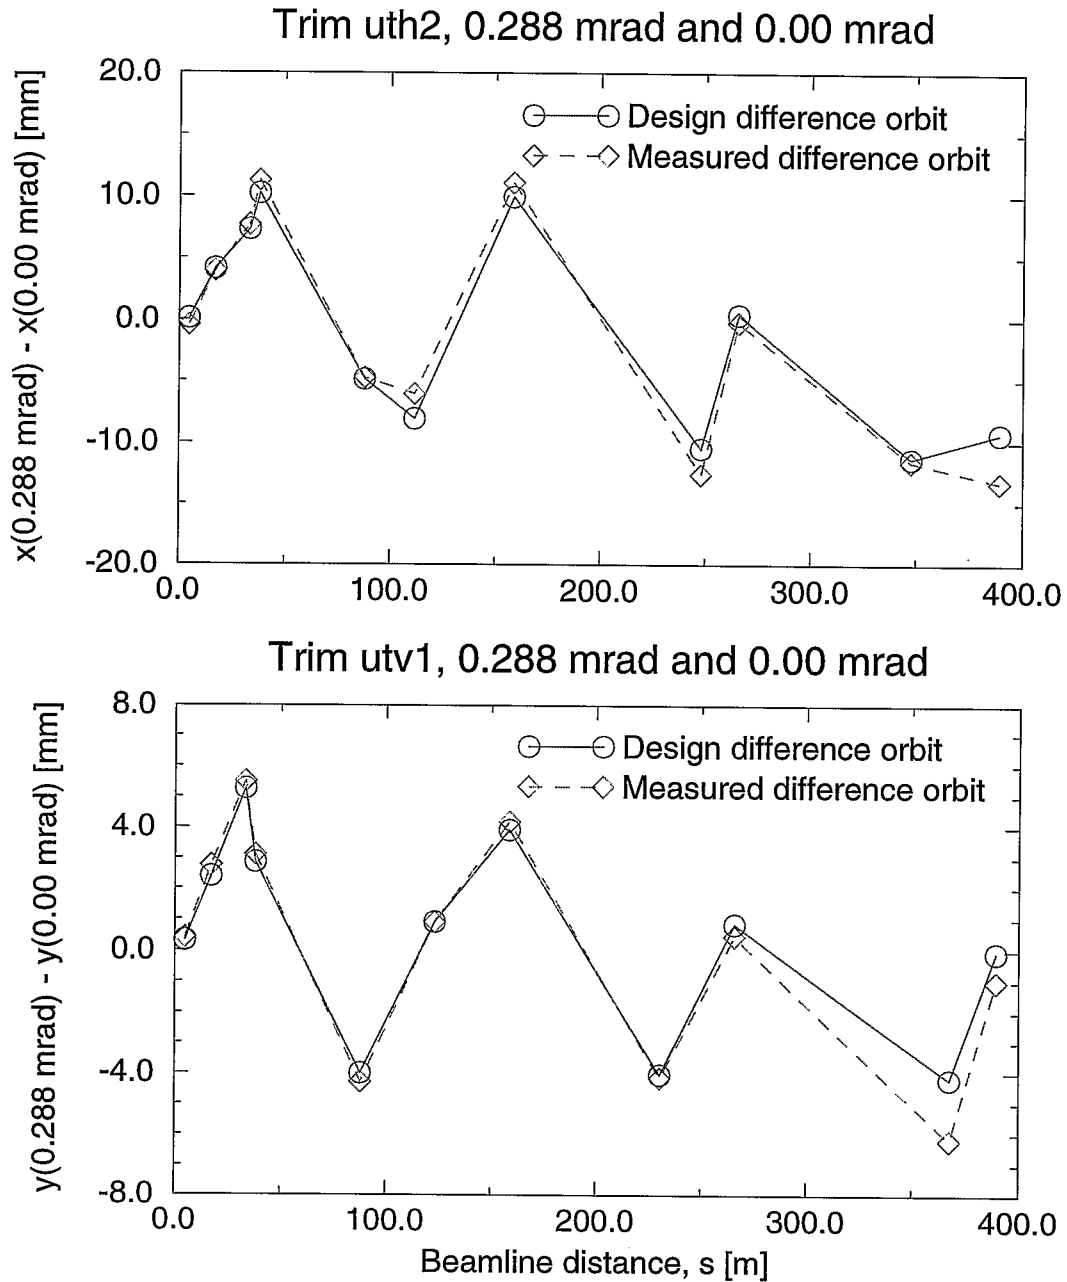 Trim uth2, 0.288 mrad and 0.00 mrad
x(0.288 mrad) - x(0.00 mrad) [mm]
20.0
10.0
0.0
-10.0
-20.0
Design difference orbit
Measured difference orbit
0.0 100.0 200.0 300.0 400.0
Trim utv1, 0.288 mrad and 0.00 mrad
y(0.288 mrad) - y(0.00 mrad) [mm]
8.0
4.0
0.0
-4.0
-8.0
Design difference orbit
Measured difference orbit
0.0 100.0 200.0 300.0 400.0
Beamline distance, s [m]